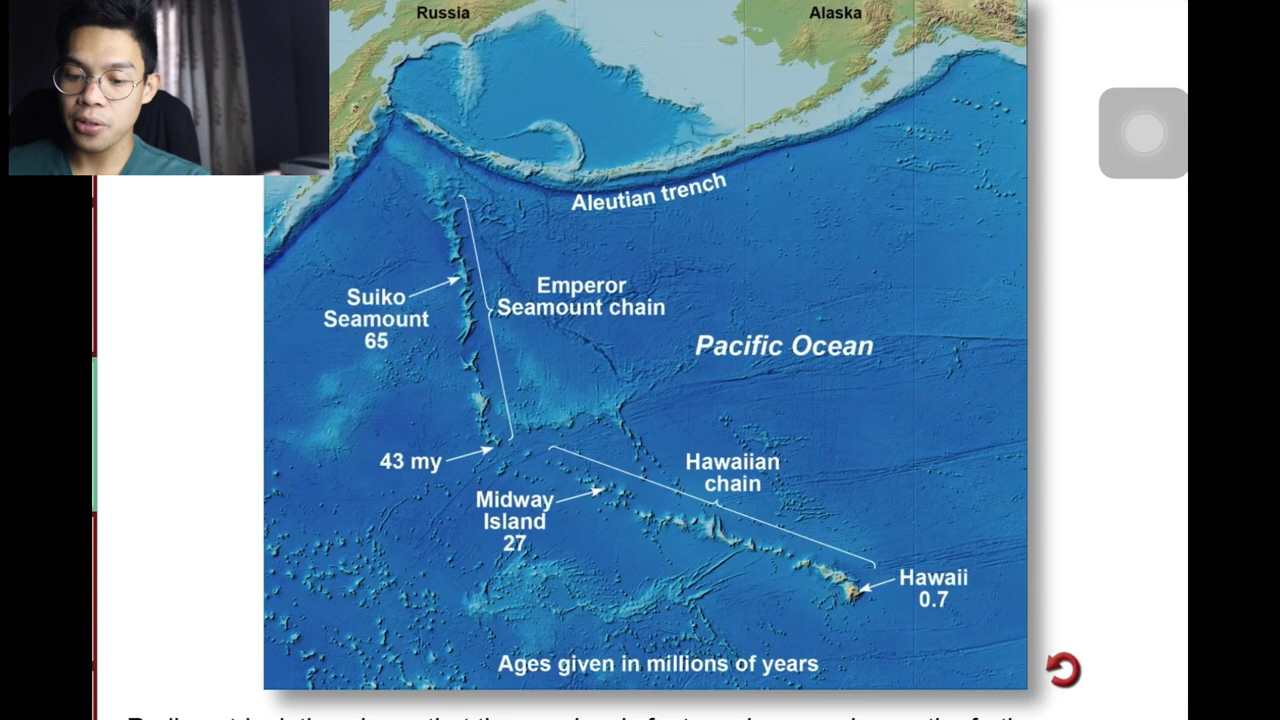 Russia
Alaska
Aleutian trench
Emperor
Seamount chain
Suiko
Seamount
65
Pacific Ocean
43 my
Hawaiian
chain
Midway
Island
27
Hawaii
0.7
Ages given in millions of years